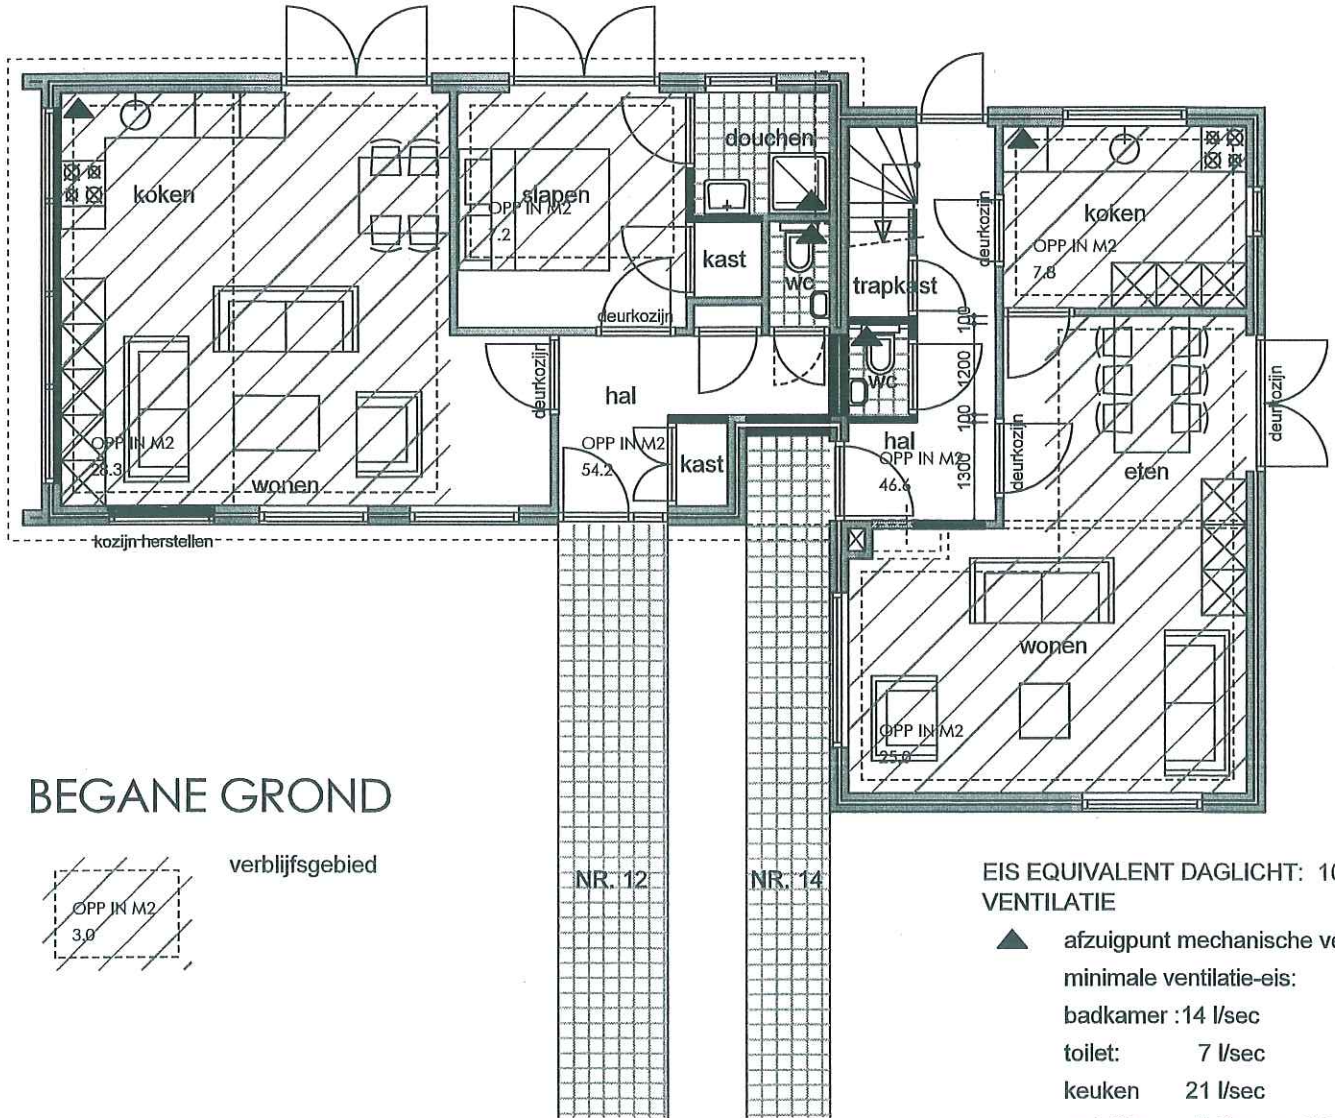 koken
slapen
OPP IN M2
7.2
douchen
kast
wc
deurkozijn
deurkozijn
hal
OPP IN M2
54.2
kast
OPP IN M2
28.3
wonen
kozijn herstellen
trapkast
wc
deurkozijn
koken
OPP IN M2
7.8
100
1200
100
1300
hal
OPP IN M2
46.6
deurkozijn
eten
deurkozijn
wonen
OPP IN M2
25.0
BEGANE GROND
verblijfsgebied
OPP IN M2
3.0
NR. 12
NR. 14
EIS EQUIVALENT DAGLICHT: 10
VENTILATIE
afzuigpunt mechanische ve
minimale ventilatie-eis:
badkamer :14 l/sec
toilet: 7 l/sec
keuken 21 l/sec